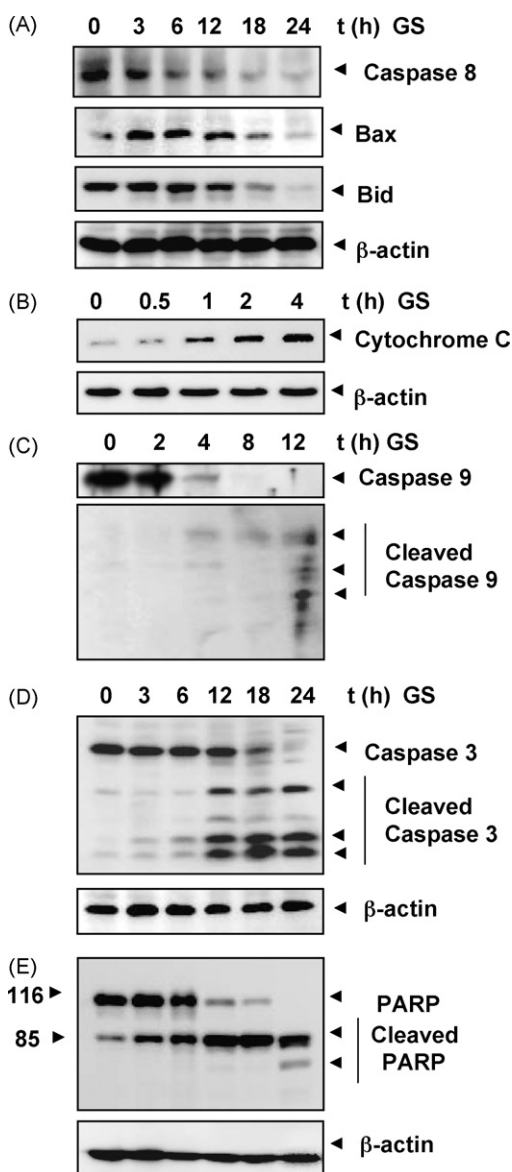 (A) 0 3 6 12 18 24 t (h) GS
Caspase 8
Bax
Bid
β-actin
(B) 0 0.5 1 2 4 t (h) GS
Cytochrome C
β-actin
(C) 0 2 4 8 12 t (h) GS
Caspase 9
Cleaved
Caspase 9
(D) 0 3 6 12 18 24 t (h) GS
Caspase 3
Cleaved
Caspase 3
β-actin
(E)
116 PARP
85 Cleaved
PARP
β-actin